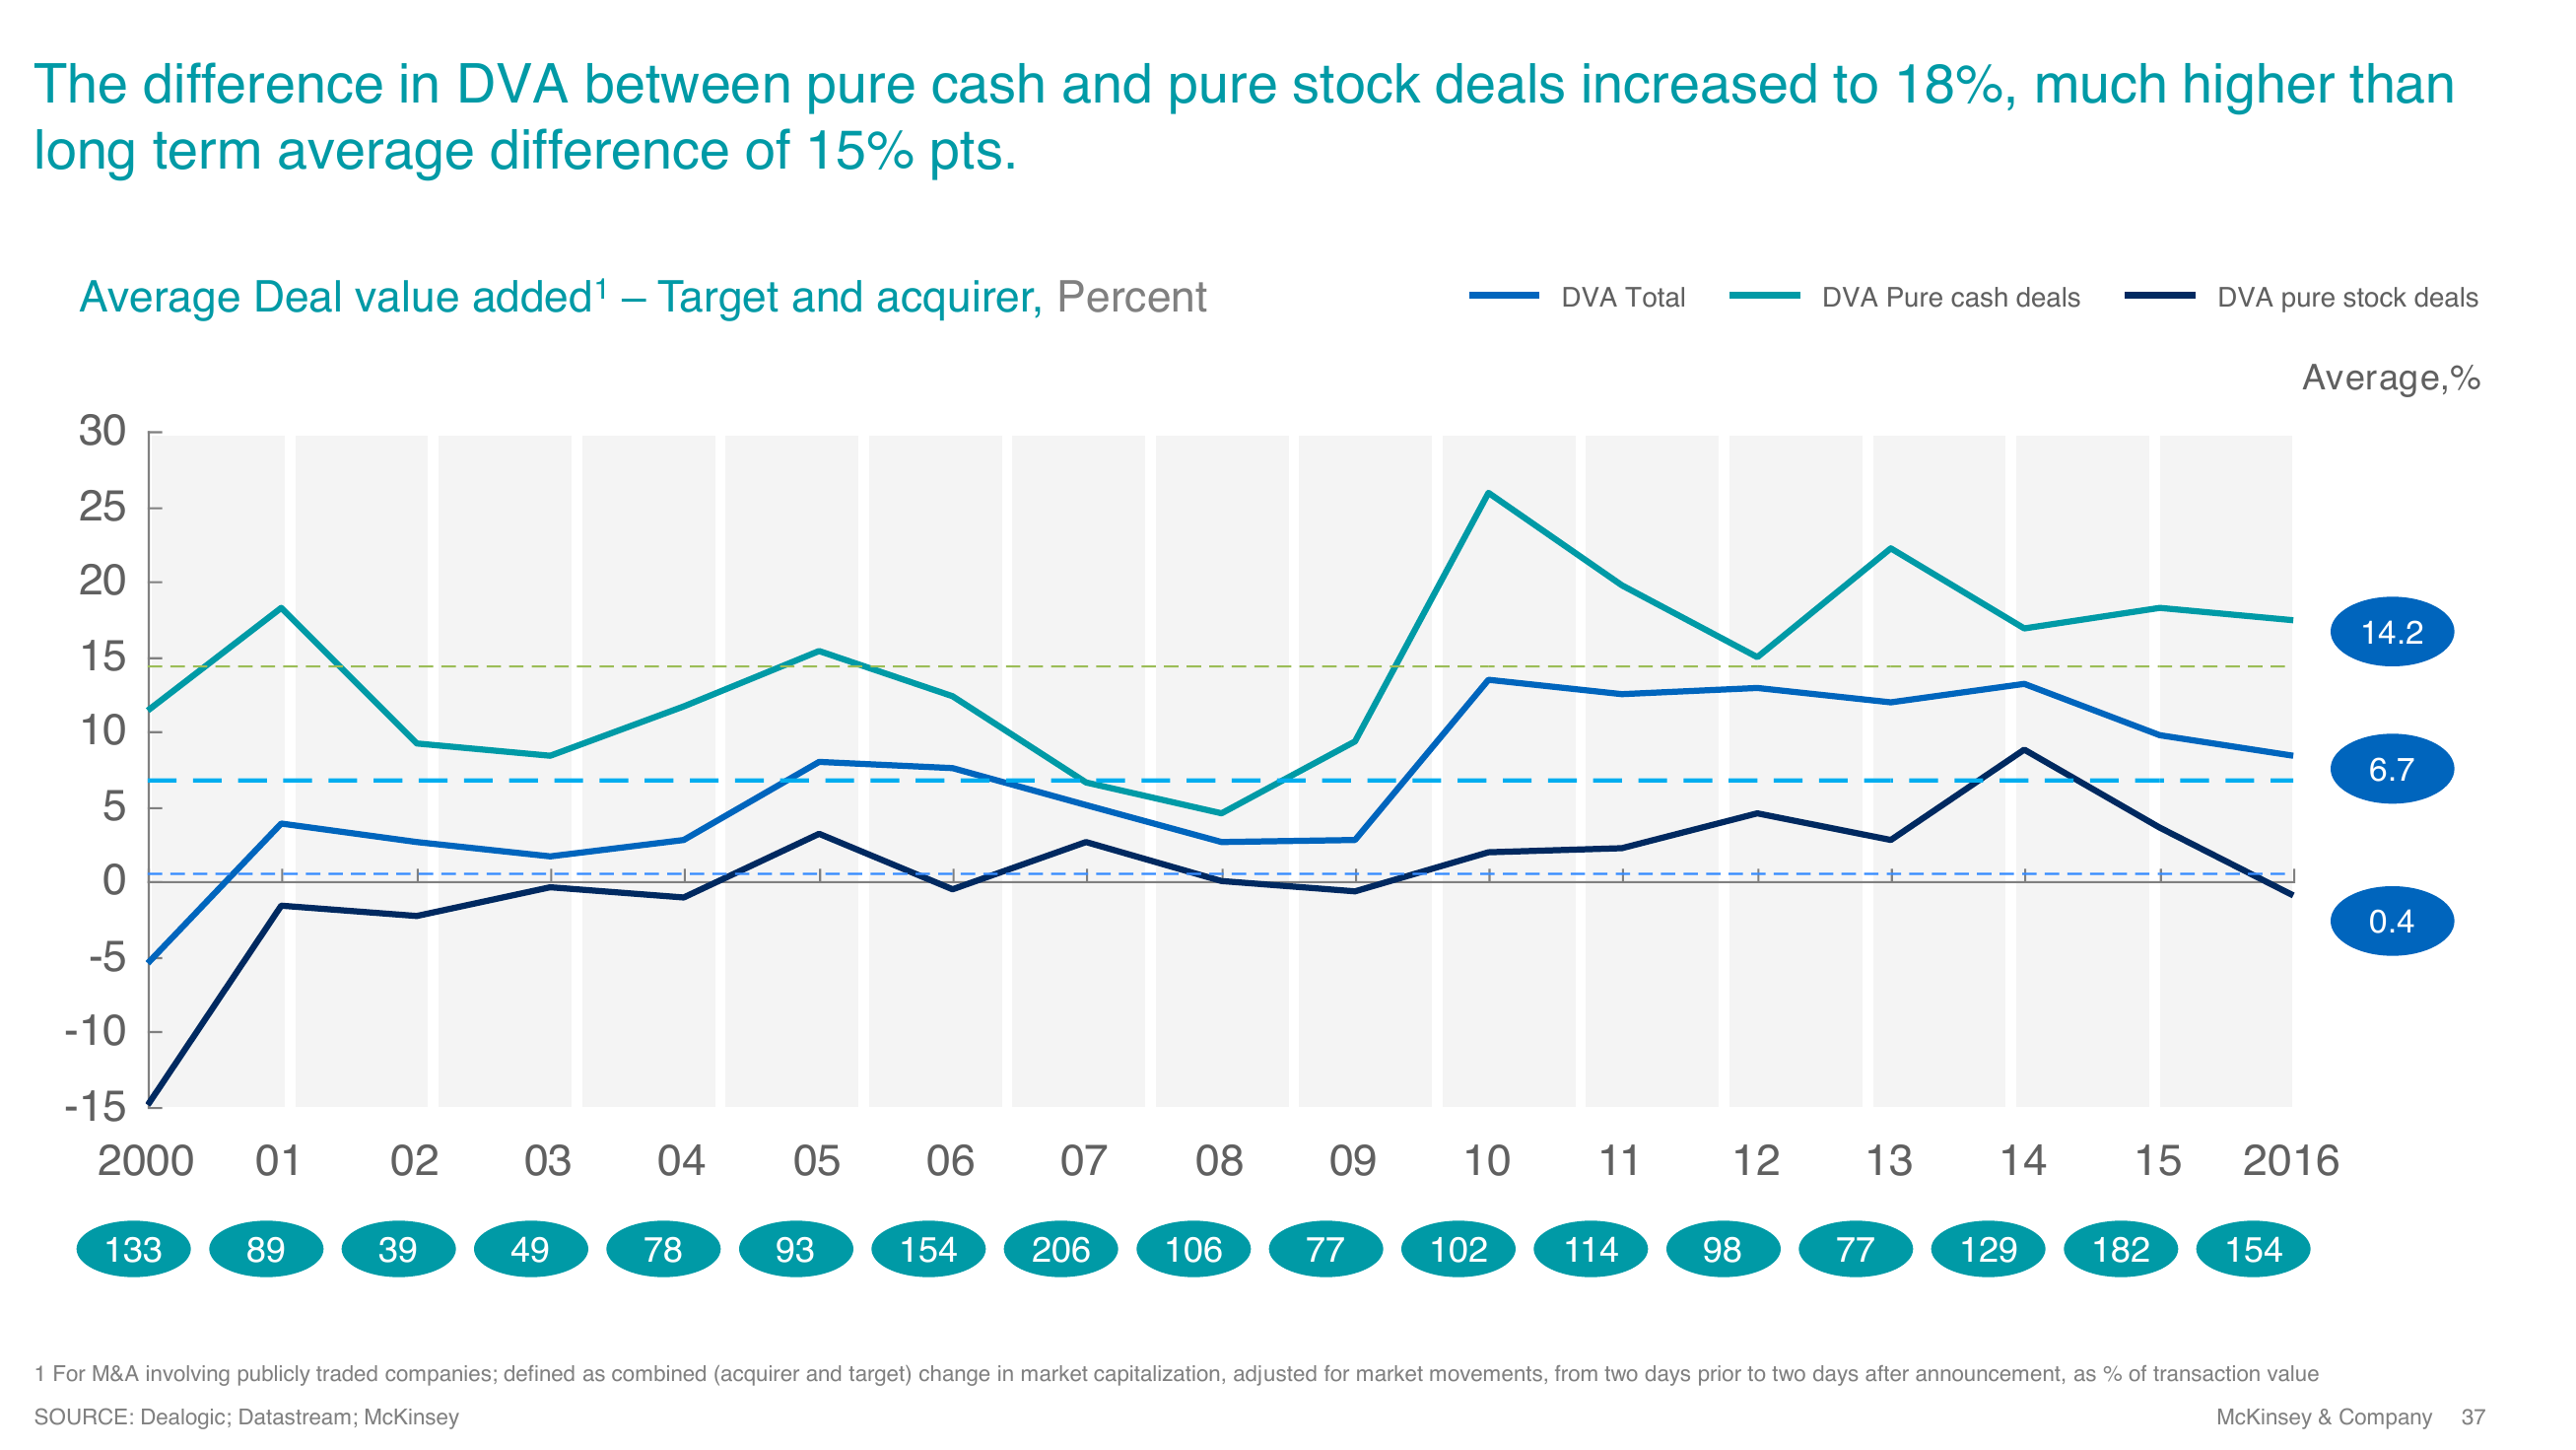 The difference in DVA between pure cash and pure stock deals increased to 18%, much higher than
long term average difference of 15% pts.
Average Deal value added¹ – Target and acquirer, Percent
DVA Total
DVA Pure cash deals
DVA pure stock deals
Average,%
30
25
20
15
10
5
0
-5
-10
-15
14.2
6.7
0.4
2000 01 02 03 04 05 06 07 08 09 10 11 12 13 14 15 2016
133 89 39 49 78 93 154 206 106 77 102 114 98 77 129 182 154
1 For M&A involving publicly traded companies; defined as combined (acquirer and target) change in market capitalization, adjusted for market movements, from two days prior to two days after announcement, as % of transaction value
SOURCE: Dealogic; Datastream; McKinsey
McKinsey & Company 37